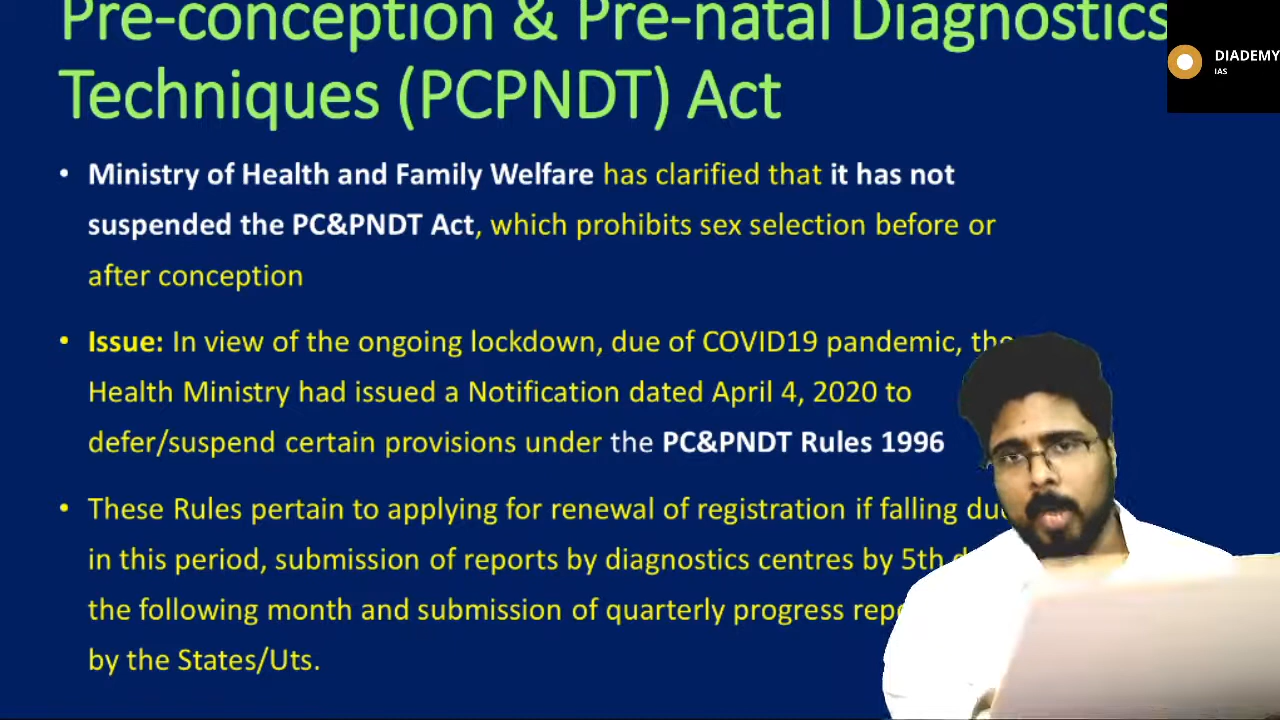 Pre-conception & Pre-natal Diagnostics
DIADEMY
IAS
Techniques (PCPNDT) Act
• Ministry of Health and Family Welfare has clarified that it has not
suspended the PC&PNDT Act, which prohibits sex selection before or
after conception
• Issue: In view of the ongoing lockdown, due of COVID19 pandemic, the
Health Ministry had issued a Notification dated April 4, 2020 to
defer/suspend certain provisions under the PC&PNDT Rules 1996
• These Rules pertain to applying for renewal of registration if falling
in this period, submission of reports by diagnostics centres by 5th
the following month and submission of quarterly progress
by the States/Uts.